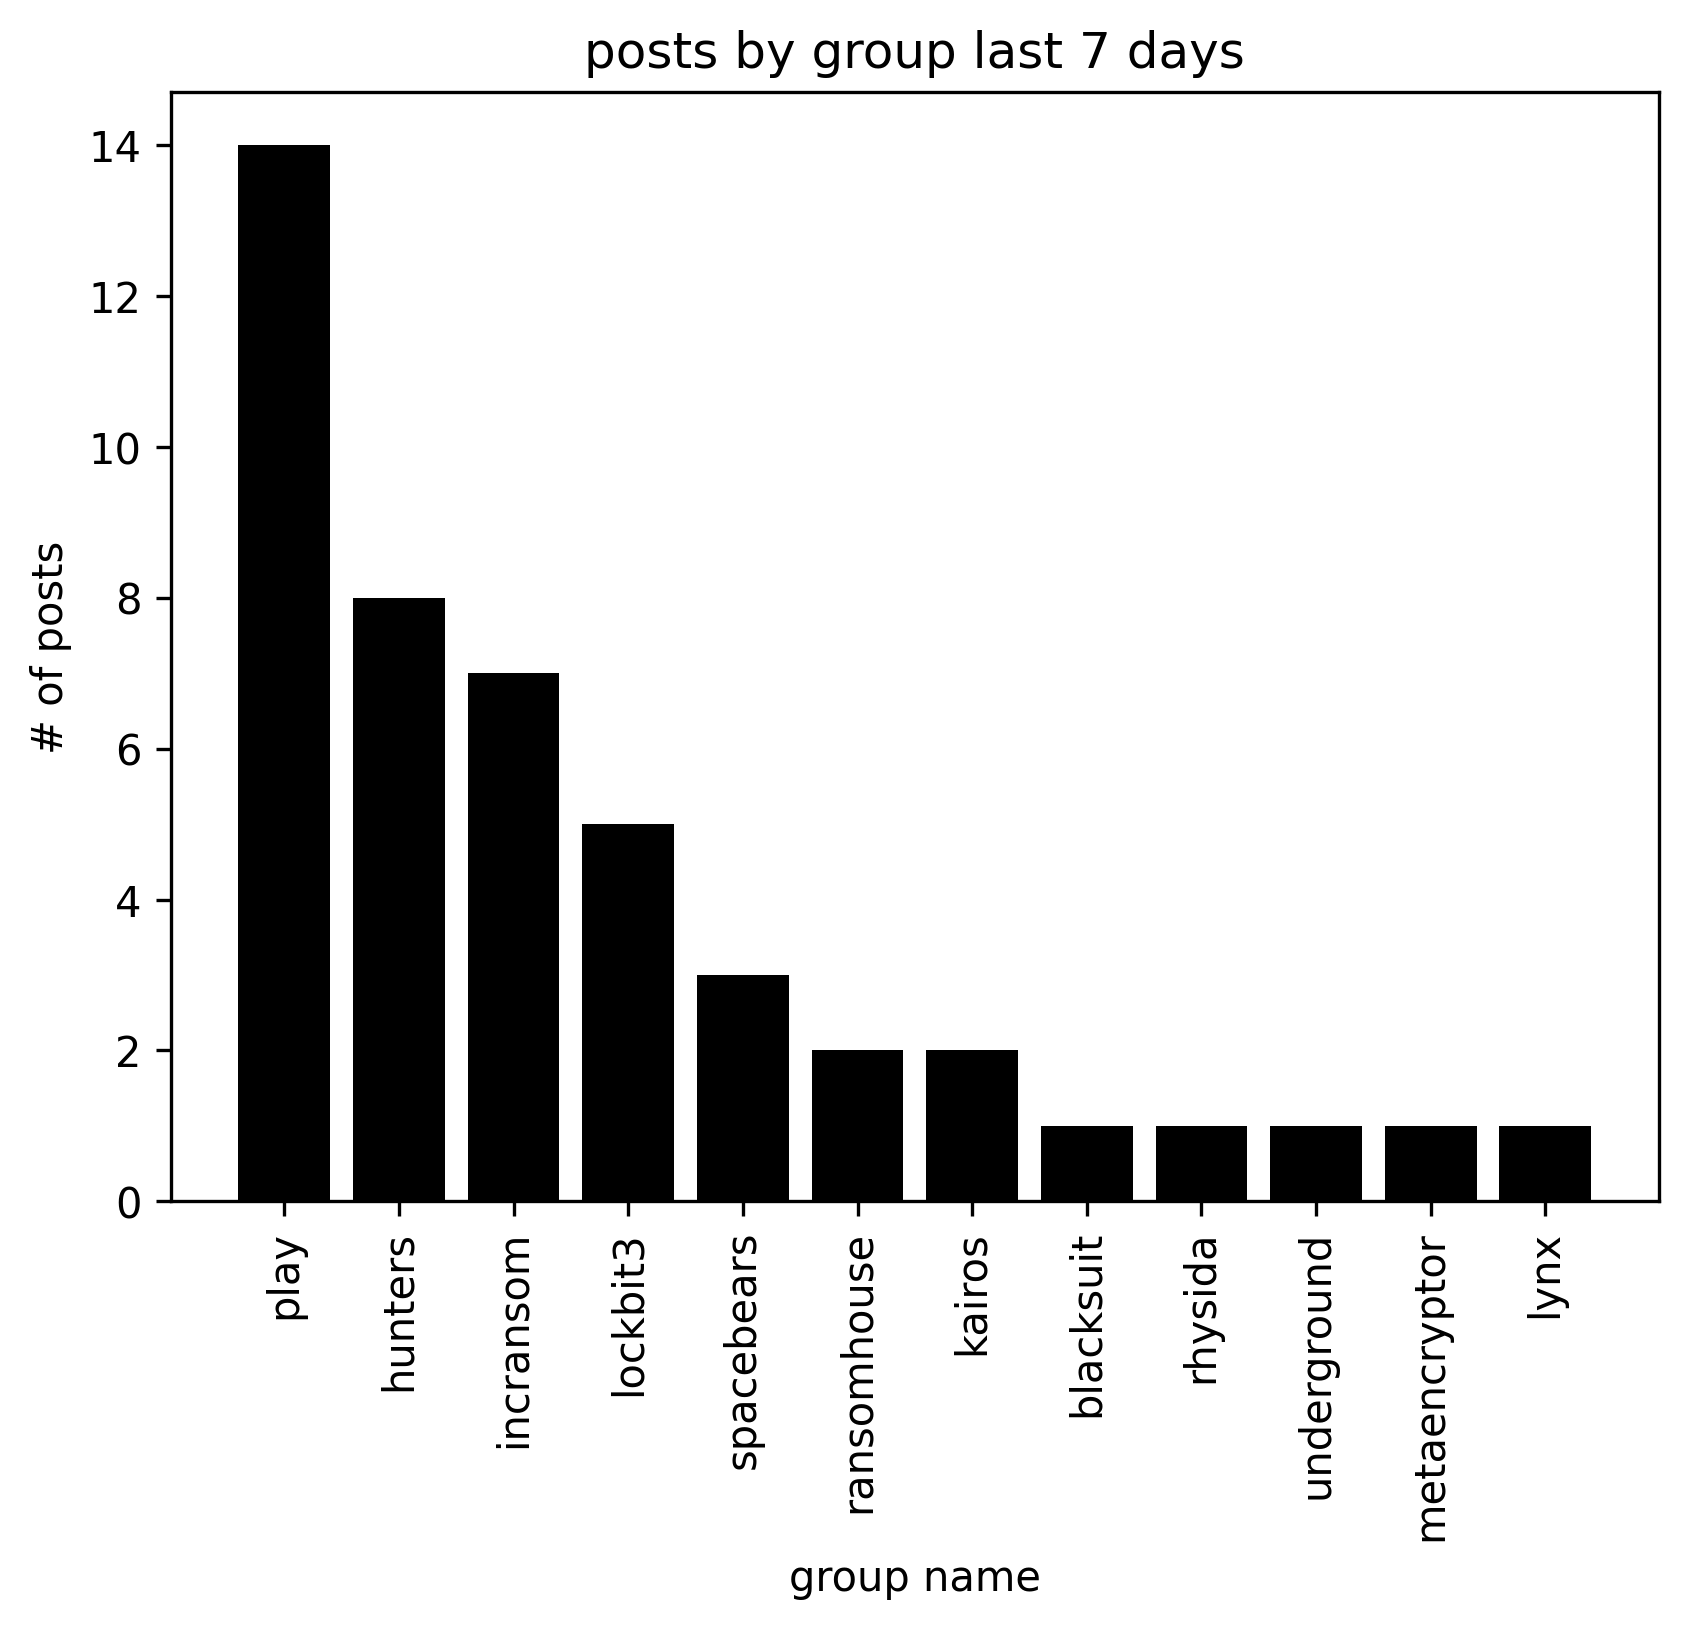 posts by group last 7 days
14
12
10
8
6
4
2
0
# of posts
play
hunters
incransom
lockbit3
spacebears
ransomhouse
kairos
blacksuit
rhysida
underground
metaencryptor
lynx
group name